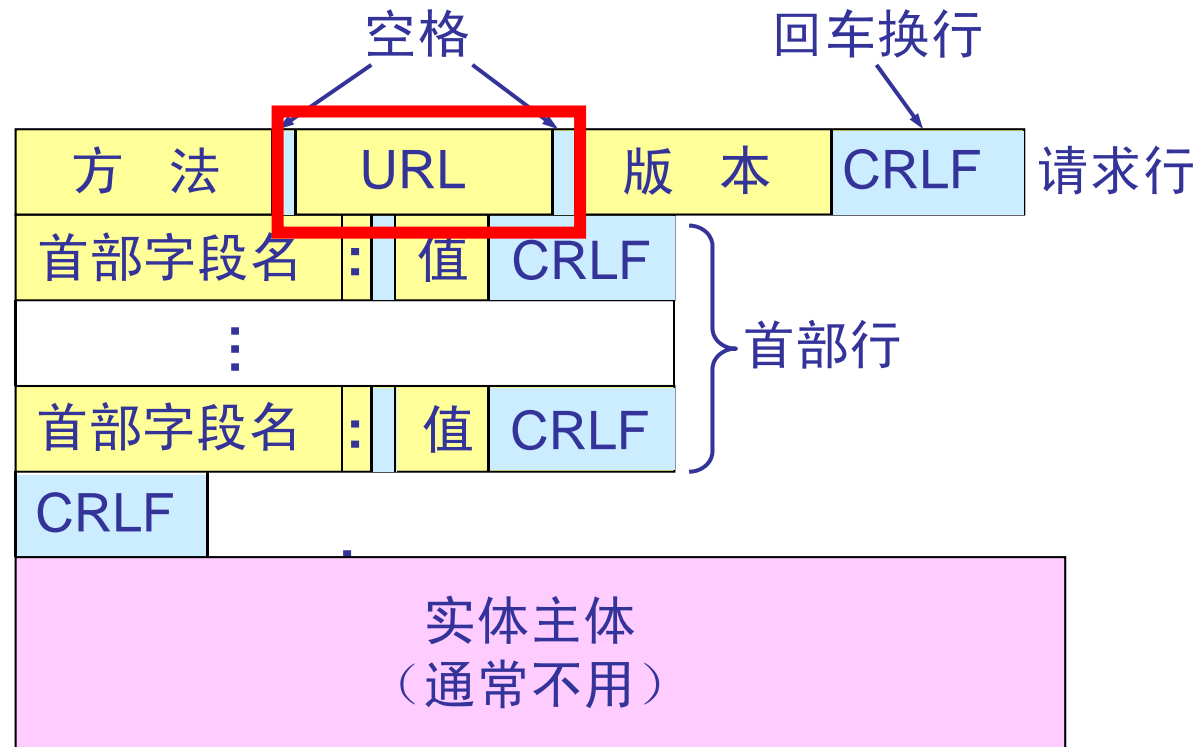 空格 回车换行
方 法 URL 版 本 CRLF 请求行
首部字段名 : 值 CRLF
⋮ 首部行
首部字段名 : 值 CRLF
CRLF
实体主体
（通常不用）